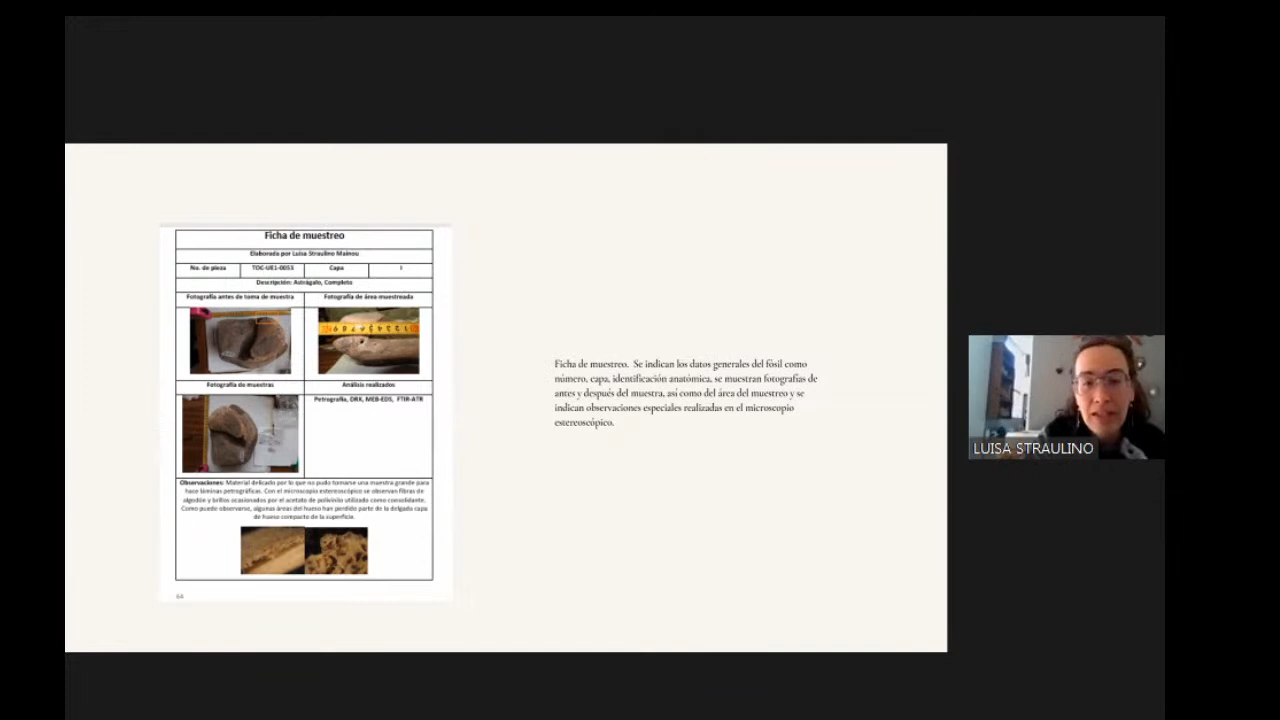 Ficha de muestreo
Elaborada por Luisa Straulino Mainou
No. de pieza TOC-UE1-0053 Capa I
Descripción: Astrágalo, Completo
Fotografía antes de toma de muestra Fotografía de área muestreada
Fotografía de muestras Análisis realizados
Petrografía, DRX, MEB-EDS, FTIR-ATR
Observaciones: Material delicado por lo que no pudo tomarse una muestra grande para
hace láminas petrográficas. Con el microscopio estereoscópico se observan fibras de
algodón y brillos ocasionados por el acetato de polivinilo utilizado como consolidante.
Como puede observarse, algunas áreas del hueso han perdido parte de la delgada capa
de hueso compacto de la superficie.
64
Ficha de muestreo. Se indican los datos generales del fósil como
número, capa, identificación anatómica, se muestran fotografías de
antes y después del muestra, así como del área del muestreo y se
indican observaciones especiales realizadas en el microscopio
estereoscópico.
LUISA STRAULINO